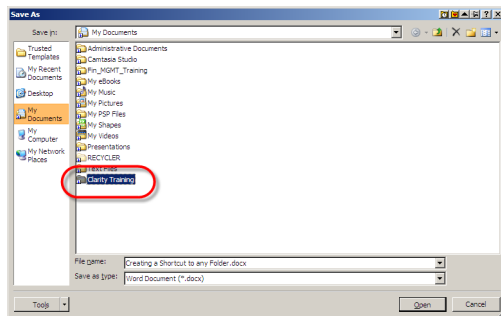 Save As
Save in:
My Documents
Trusted
Templates
My Recent
Documents
Desktop
My
Documents
My
Computer
My Network
Places
Administrative Documents
Camtasia Studio
Fin_MGMT_Training
My eBooks
My Music
My Pictures
My PSP Files
My Shapes
My Videos
Presentations
RECYCLER
Text Files
Clarity Training
File name:
Creating a Shortcut to any Folder.docx
Save as type:
Word Document (*.docx)
Tools
Open
Cancel